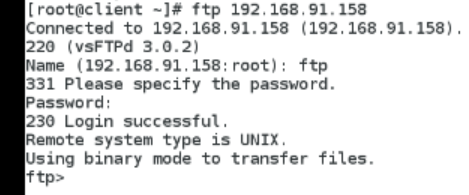 [root@client ~]# ftp 192.168.91.158
Connected to 192.168.91.158 (192.168.91.158).
220 (vsFTPd 3.0.2)
Name (192.168.91.158:root): ftp
331 Please specify the password.
Password:
230 Login successful.
Remote system type is UNIX.
Using binary mode to transfer files.
ftp>